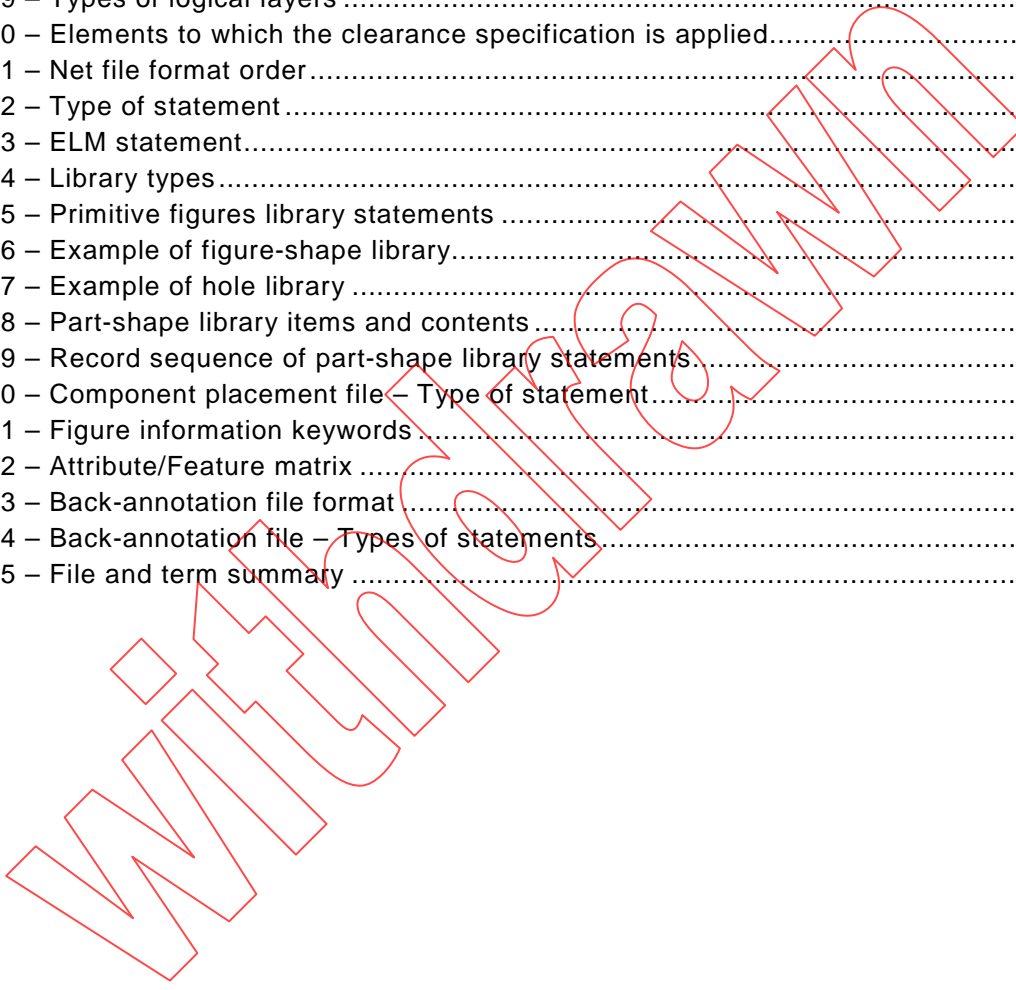 9 – Types of logical layers................................................................................
0 – Elements to which the clearance specification is applied..............................
1 – Net file format order....................................................................................
2 – Type of statement.......................................................................................
3 – ELM statement............................................................................................
4 – Library types...............................................................................................
5 – Primitive figures library statements..............................................................
6 – Example of figure-shape library...................................................................
7 – Example of hole library................................................................................
8 – Part-shape library items and contents..........................................................
9 – Record sequence of part-shape library statements.......................................
0 – Component placement file – Type of statement............................................
1 – Figure information keywords........................................................................
2 – Attribute/Feature matrix..............................................................................
3 – Back-annotation file format.........................................................................
4 – Back-annotation file – Types of statements..................................................
5 – File and term summary................................................................................
withdrawn